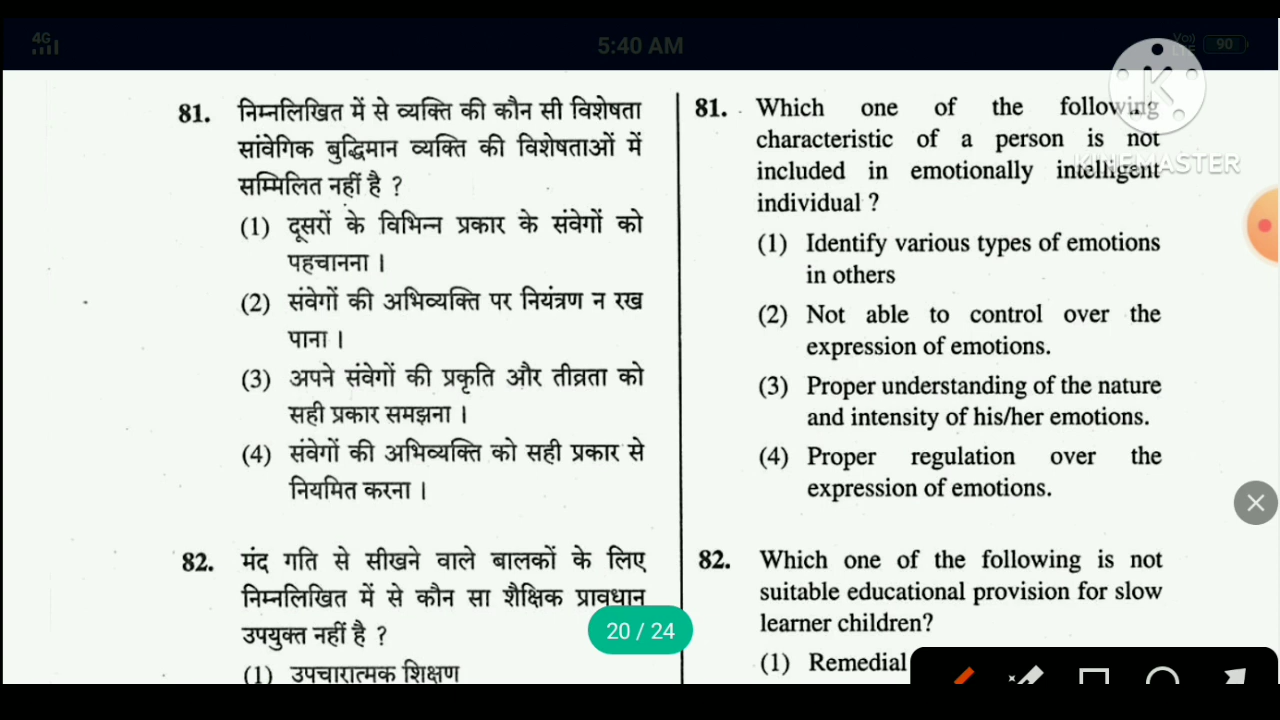 4G
5:40 AM
Vo))
LTE
90
K
KINEMASTER
81. निम्नलिखित में से व्यक्ति की कौन सी विशेषता
सांवेगिक बुद्धिमान व्यक्ति की विशेषताओं में
सम्मिलित नहीं है ?
(1) दूसरों के विभिन्न प्रकार के संवेगों को
पहचानना ।
(2) संवेगों की अभिव्यक्ति पर नियंत्रण न रख
पाना ।
(3) अपने संवेगों की प्रकृति और तीव्रता को
सही प्रकार समझना ।
(4) संवेगों की अभिव्यक्ति को सही प्रकार से
नियमित करना ।
82. मंद गति से सीखने वाले बालकों के लिए
निम्नलिखित में से कौन सा शैक्षिक प्रावधान
उपयुक्त नहीं है ?
(1) उपचारात्मक शिक्षण
81. Which one of the following
characteristic of a person is not
included in emotionally intelligent
individual ?
(1) Identify various types of emotions
in others
(2) Not able to control over the
expression of emotions.
(3) Proper understanding of the nature
and intensity of his/her emotions.
(4) Proper regulation over the
expression of emotions.
82. Which one of the following is not
suitable educational provision for slow
learner children?
(1) Remedial
20 / 24